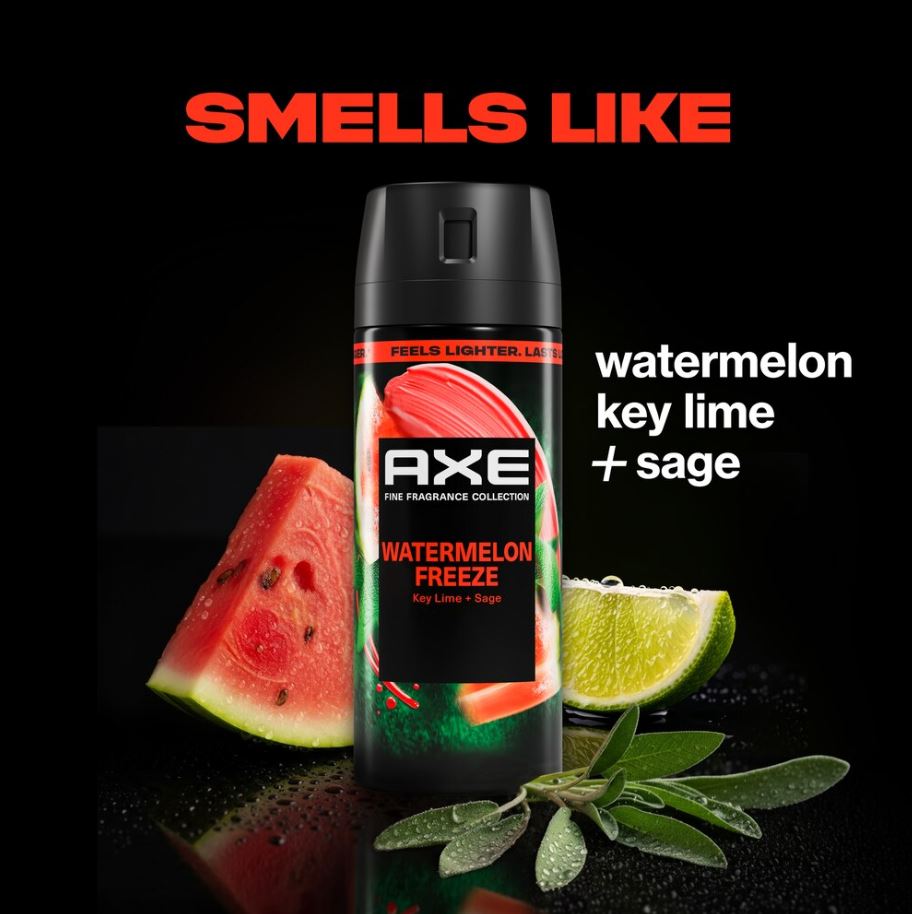 SMELLS LIKE
FEELS LIGHTER. LASTS
AXE
FINE FRAGRANCE COLLECTION
WATERMELON
FREEZE
Key Lime + Sage
watermelon
key lime
+ sage